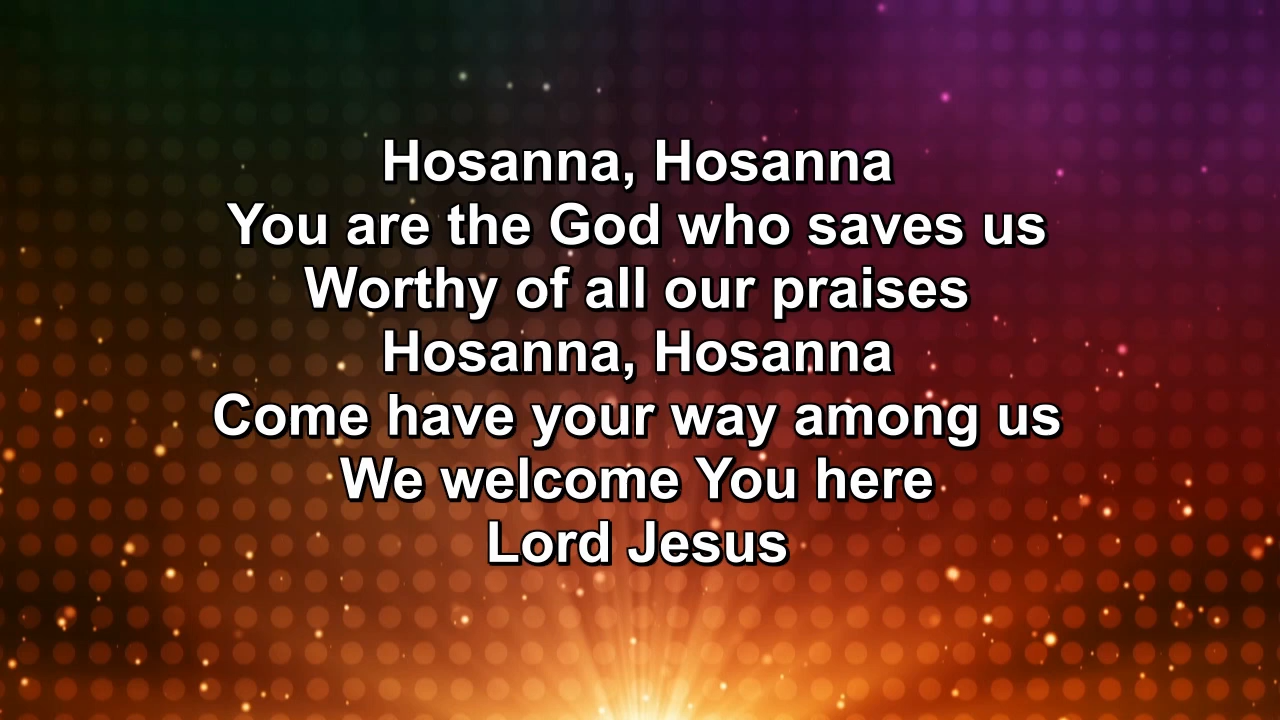 Hosanna, Hosanna
You are the God who saves us
Worthy of all our praises
Hosanna, Hosanna
Come have your way among us
We welcome You here
Lord Jesus